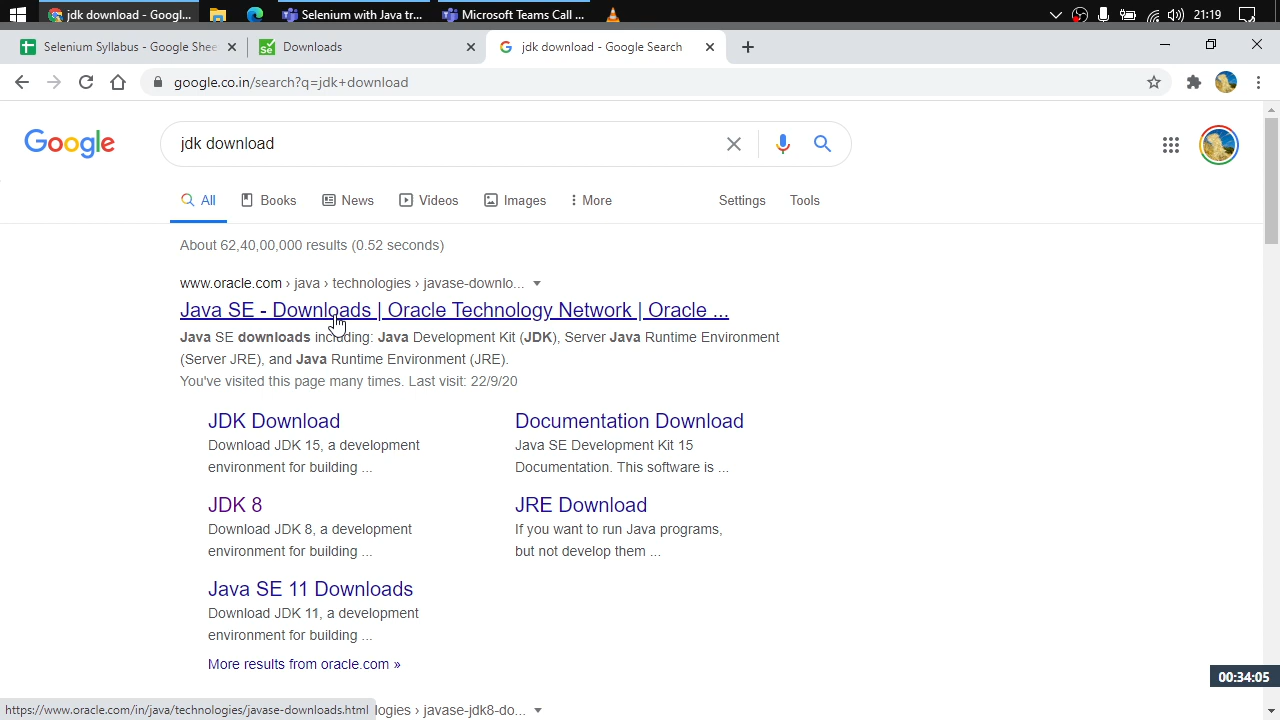 jdk download - Googl...
Selenium with Java tr...
Microsoft Teams Call ...
21:19
Selenium Syllabus - Google Shee
Downloads
jdk download - Google Search
google.co.in/search?q=jdk+download
Google
jdk download
All
Books
News
Videos
Images
More
Settings
Tools
About 62,40,00,000 results (0.52 seconds)
www.oracle.com › java › technologies › javase-downlo...
Java SE - Downloads | Oracle Technology Network | Oracle ...
Java SE downloads including: Java Development Kit (JDK), Server Java Runtime Environment
(Server JRE), and Java Runtime Environment (JRE).
You've visited this page many times. Last visit: 22/9/20
JDK Download
Download JDK 15, a development
environment for building ...
Documentation Download
Java SE Development Kit 15
Documentation. This software is ...
JDK 8
Download JDK 8, a development
environment for building ...
JRE Download
If you want to run Java programs,
but not develop them ...
Java SE 11 Downloads
Download JDK 11, a development
environment for building ...
More results from oracle.com »
00:34:05
https://www.oracle.com/in/java/technologies/javase-downloads.html
logies › javase-jdk8-do...